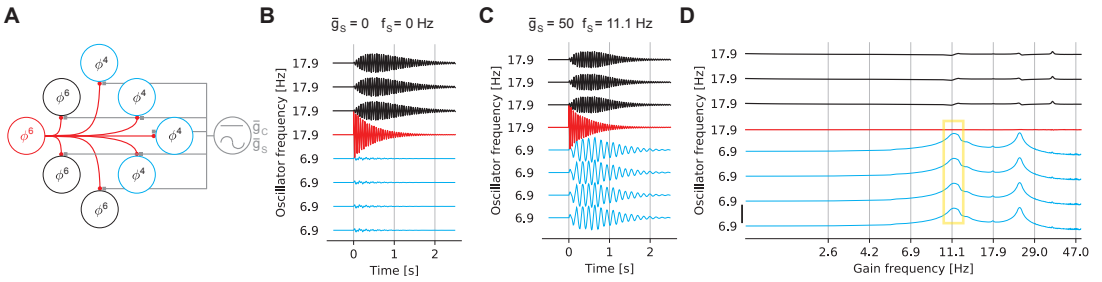 A
B
C
D
ḡS = 0 fS = 0 Hz
ḡS = 50 fS = 11.1 Hz
ϕ4
ϕ6
ϕ4
ϕ6
ϕ4
ϕ6
ϕ4
ϕ6
ḡC
ḡS
Oscillator frequency [Hz]
17.9
17.9
17.9
17.9
6.9
6.9
6.9
6.9
0 1 2
Time [s]
Oscillator frequency [Hz]
17.9
17.9
17.9
17.9
6.9
6.9
6.9
6.9
0 1 2
Time [s]
Oscillator frequency [Hz]
17.9
17.9
17.9
17.9
6.9
6.9
6.9
6.9
2.6 4.2 6.9 11.1 17.9 29.0 47.0
Gain frequency [Hz]